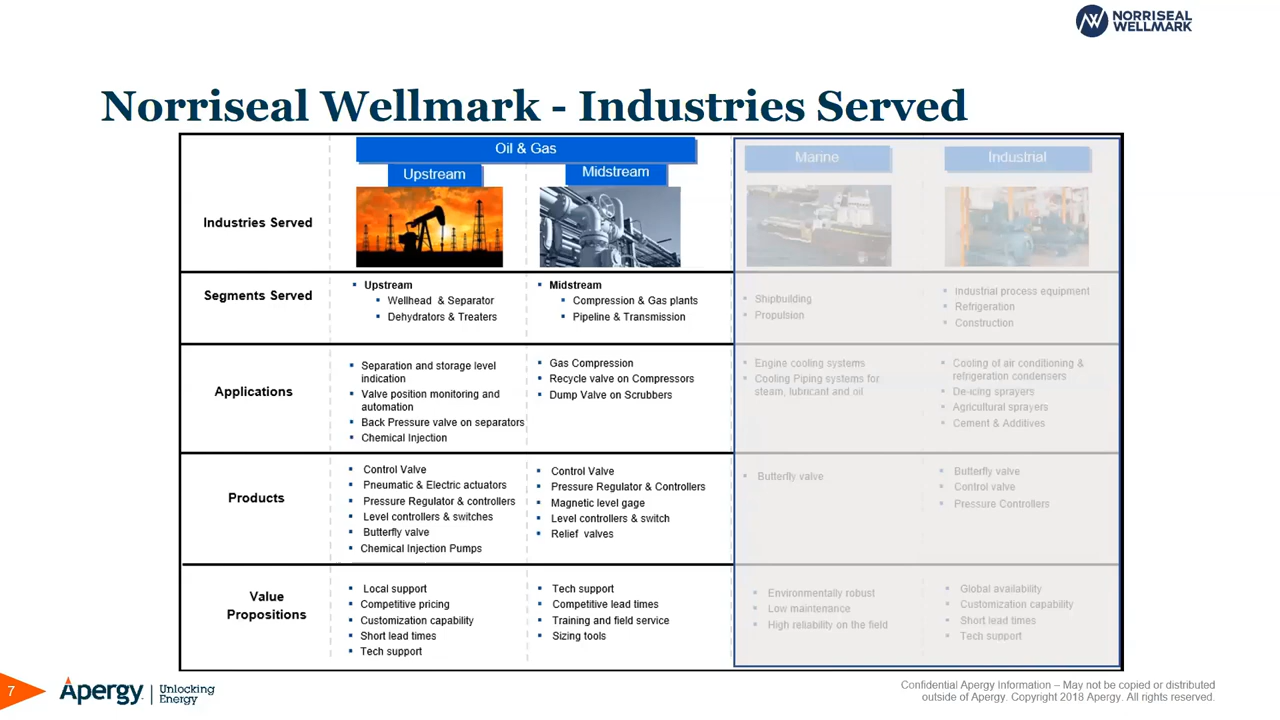 NORRISEAL
WELLMARK
Norriseal Wellmark - Industries Served
Oil & Gas
Upstream
Midstream
Marine
Industrial
Industries Served
Segments Served
▪ Upstream
▪ Wellhead & Separator
▪ Dehydrators & Treaters
▪ Midstream
▪ Compression & Gas plants
▪ Pipeline & Transmission
▪ Shipbuilding
▪ Propulsion
▪ Industrial process equipment
▪ Refrigeration
▪ Construction
Applications
▪ Separation and storage level
indication
▪ Valve position monitoring and
automation
▪ Back Pressure valve on separators
▪ Chemical Injection
▪ Gas Compression
▪ Recycle valve on Compressors
▪ Dump Valve on Scrubbers
▪ Engine cooling systems
▪ Cooling Piping systems for
steam, lubricant and oil
▪ Cooling of air conditioning &
refrigeration condensers
▪ De-icing sprayers
▪ Agricultural sprayers
▪ Cement & Additives
Products
▪ Control Valve
▪ Pneumatic & Electric actuators
▪ Pressure Regulator & controllers
▪ Level controllers & switches
▪ Butterfly valve
▪ Chemical Injection Pumps
▪ Control Valve
▪ Pressure Regulator & Controllers
▪ Magnetic level gage
▪ Level controllers & switch
▪ Relief valves
▪ Butterfly valve
▪ Butterfly valve
▪ Control valve
▪ Pressure Controllers
Value
Propositions
▪ Local support
▪ Competitive pricing
▪ Customization capability
▪ Short lead times
▪ Tech support
▪ Tech support
▪ Competitive lead times
▪ Training and field service
▪ Sizing tools
▪ Environmentally robust
▪ Low maintenance
▪ High reliability on the field
▪ Global availability
▪ Customization capability
▪ Short lead times
▪ Tech support
7
Apergy
Unlocking
Energy
Confidential Apergy Information – May not be copied or distributed
outside of Apergy. Copyright 2018 Apergy. All rights reserved.